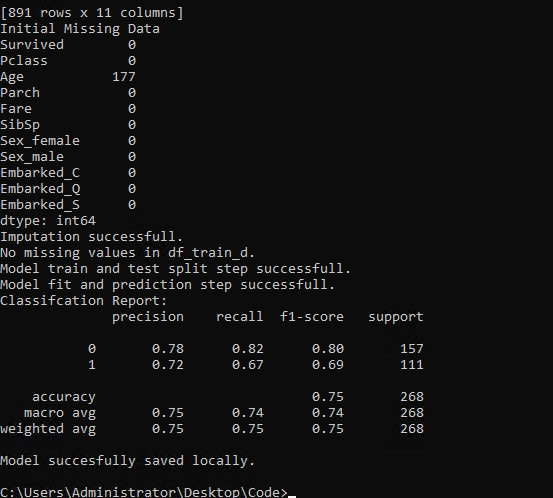 [891 rows x 11 columns]
Initial Missing Data
Survived 0
Pclass 0
Age 177
Parch 0
Fare 0
SibSp 0
Sex_female 0
Sex_male 0
Embarked_C 0
Embarked_Q 0
Embarked_S 0
dtype: int64
Imputation successfull.
No missing values in df_train_d.
Model train and test split step successfull.
Model fit and prediction step successfull.
Classifcation Report:
precision recall f1-score support
0 0.78 0.82 0.80 157
1 0.72 0.67 0.69 111
accuracy 0.75 268
macro avg 0.75 0.74 0.74 268
weighted avg 0.75 0.75 0.75 268
Model succesfully saved locally.
C:\Users\Administrator\Desktop\Code>